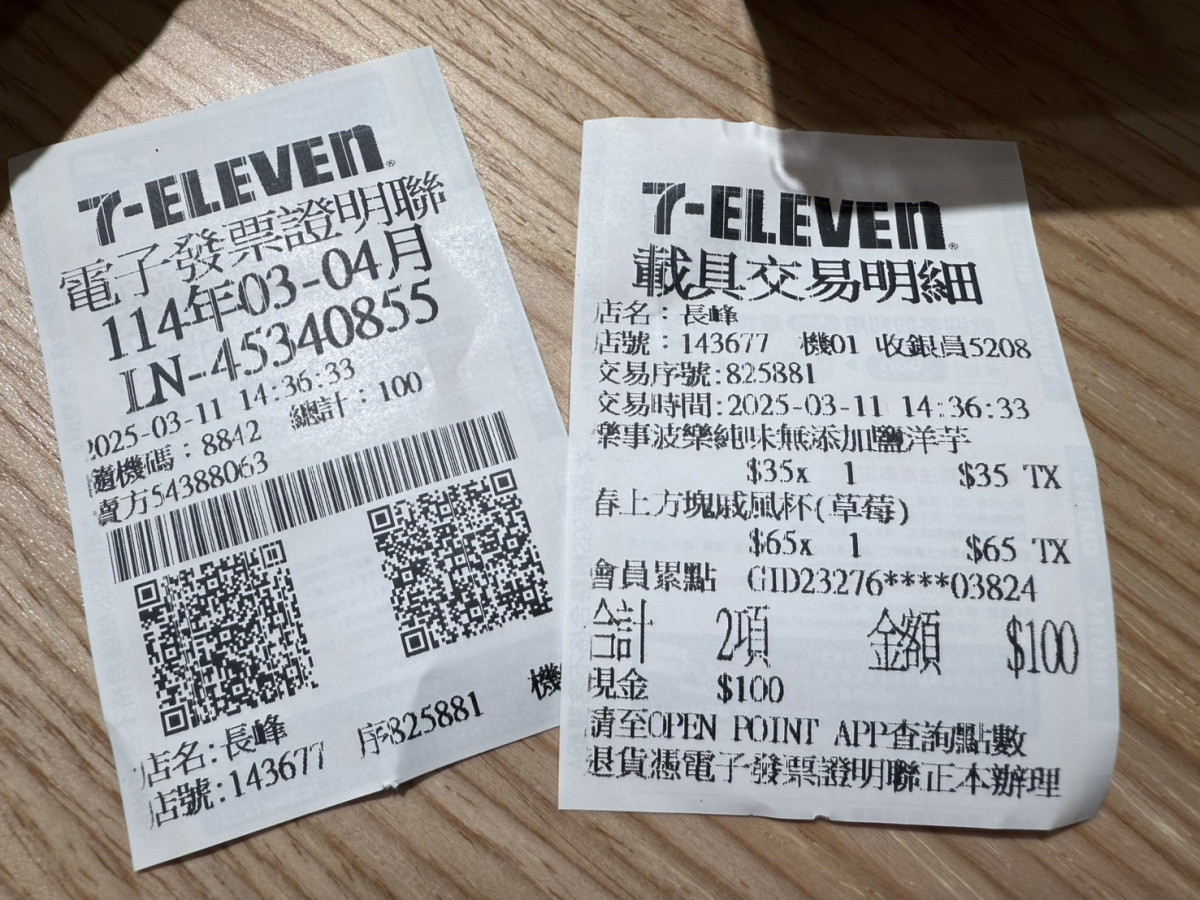 7-ELEVEN®
電子發票證明聯
114年03-04月
LN-45340855
2025-03-11 14:36:33
隨機碼：8842 總計：100
賣方54388063
店名:長峰
店號:143677 序825881 機
7-ELEVEN®
載具交易明細
店名：長峰
店號：143677 機01 收銀員5208
交易序號:825881
交易時間:2025-03-11 14:36:33
樂事波樂純味無添加鹽洋芋
$35x 1 $35 TX
春上方塊戚風杯(草莓)
$65x 1 $65 TX
會員累點 GID23276****03824
合計 2項 金額 $100
現金 $100
請至OPEN POINT APP查詢點數
退貨憑電子發票證明聯正本辦理